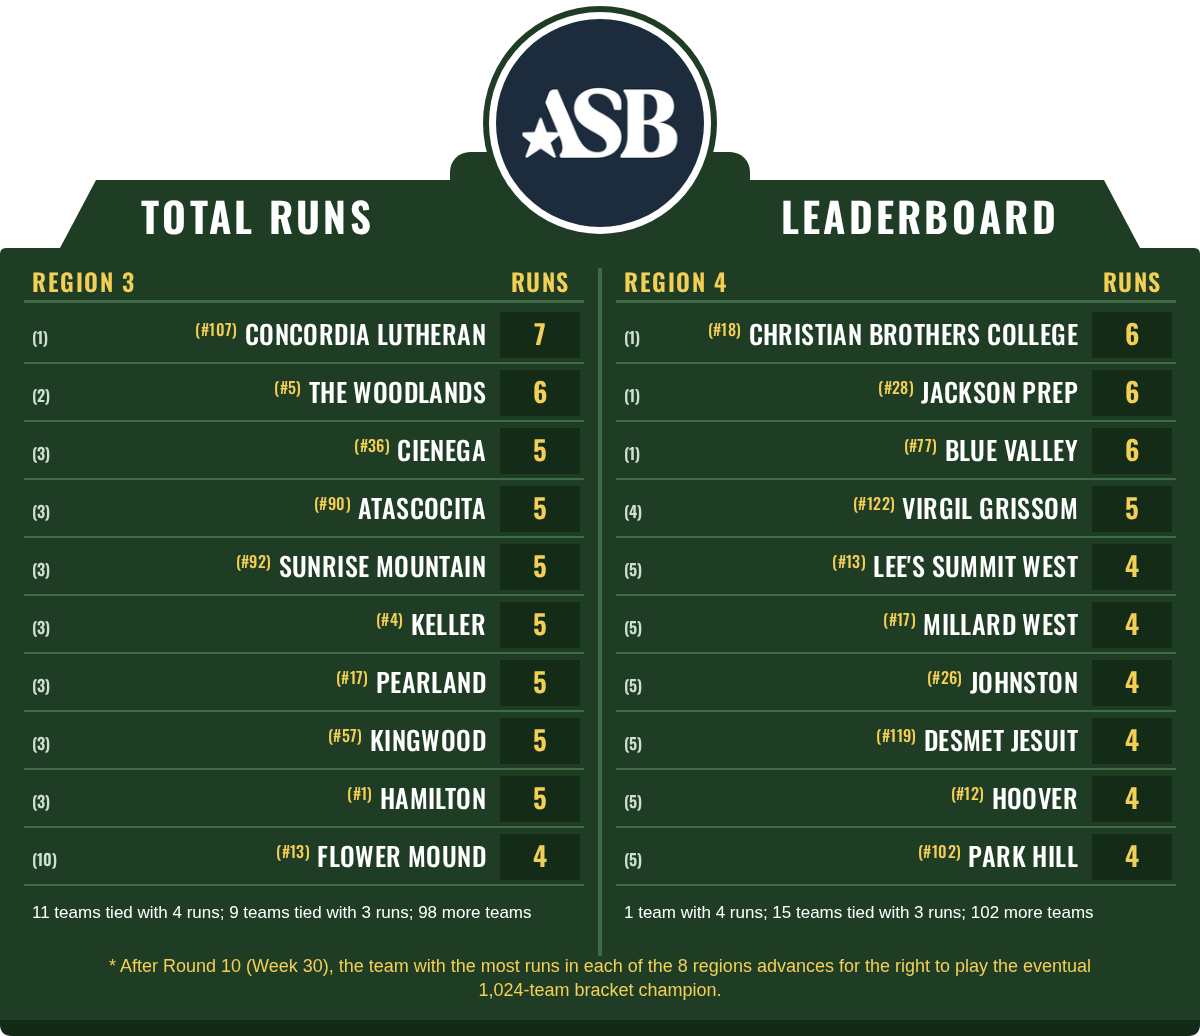 ASB
TOTAL RUNS
LEADERBOARD
REGION 3 RUNS
(1) (#107) CONCORDIA LUTHERAN 7
(2) (#5) THE WOODLANDS 6
(3) (#36) CIENEGA 5
(3) (#90) ATASCOCITA 5
(3) (#92) SUNRISE MOUNTAIN 5
(3) (#4) KELLER 5
(3) (#17) PEARLAND 5
(3) (#57) KINGWOOD 5
(3) (#1) HAMILTON 5
(10) (#13) FLOWER MOUND 4
11 teams tied with 4 runs; 9 teams tied with 3 runs; 98 more teams
REGION 4 RUNS
(1) (#18) CHRISTIAN BROTHERS COLLEGE 6
(1) (#28) JACKSON PREP 6
(1) (#77) BLUE VALLEY 6
(4) (#122) VIRGIL GRISSOM 5
(5) (#13) LEE'S SUMMIT WEST 4
(5) (#17) MILLARD WEST 4
(5) (#26) JOHNSTON 4
(5) (#119) DESMET JESUIT 4
(5) (#12) HOOVER 4
(5) (#102) PARK HILL 4
1 team with 4 runs; 15 teams tied with 3 runs; 102 more teams
* After Round 10 (Week 30), the team with the most runs in each of the 8 regions advances for the right to play the eventual
1,024-team bracket champion.